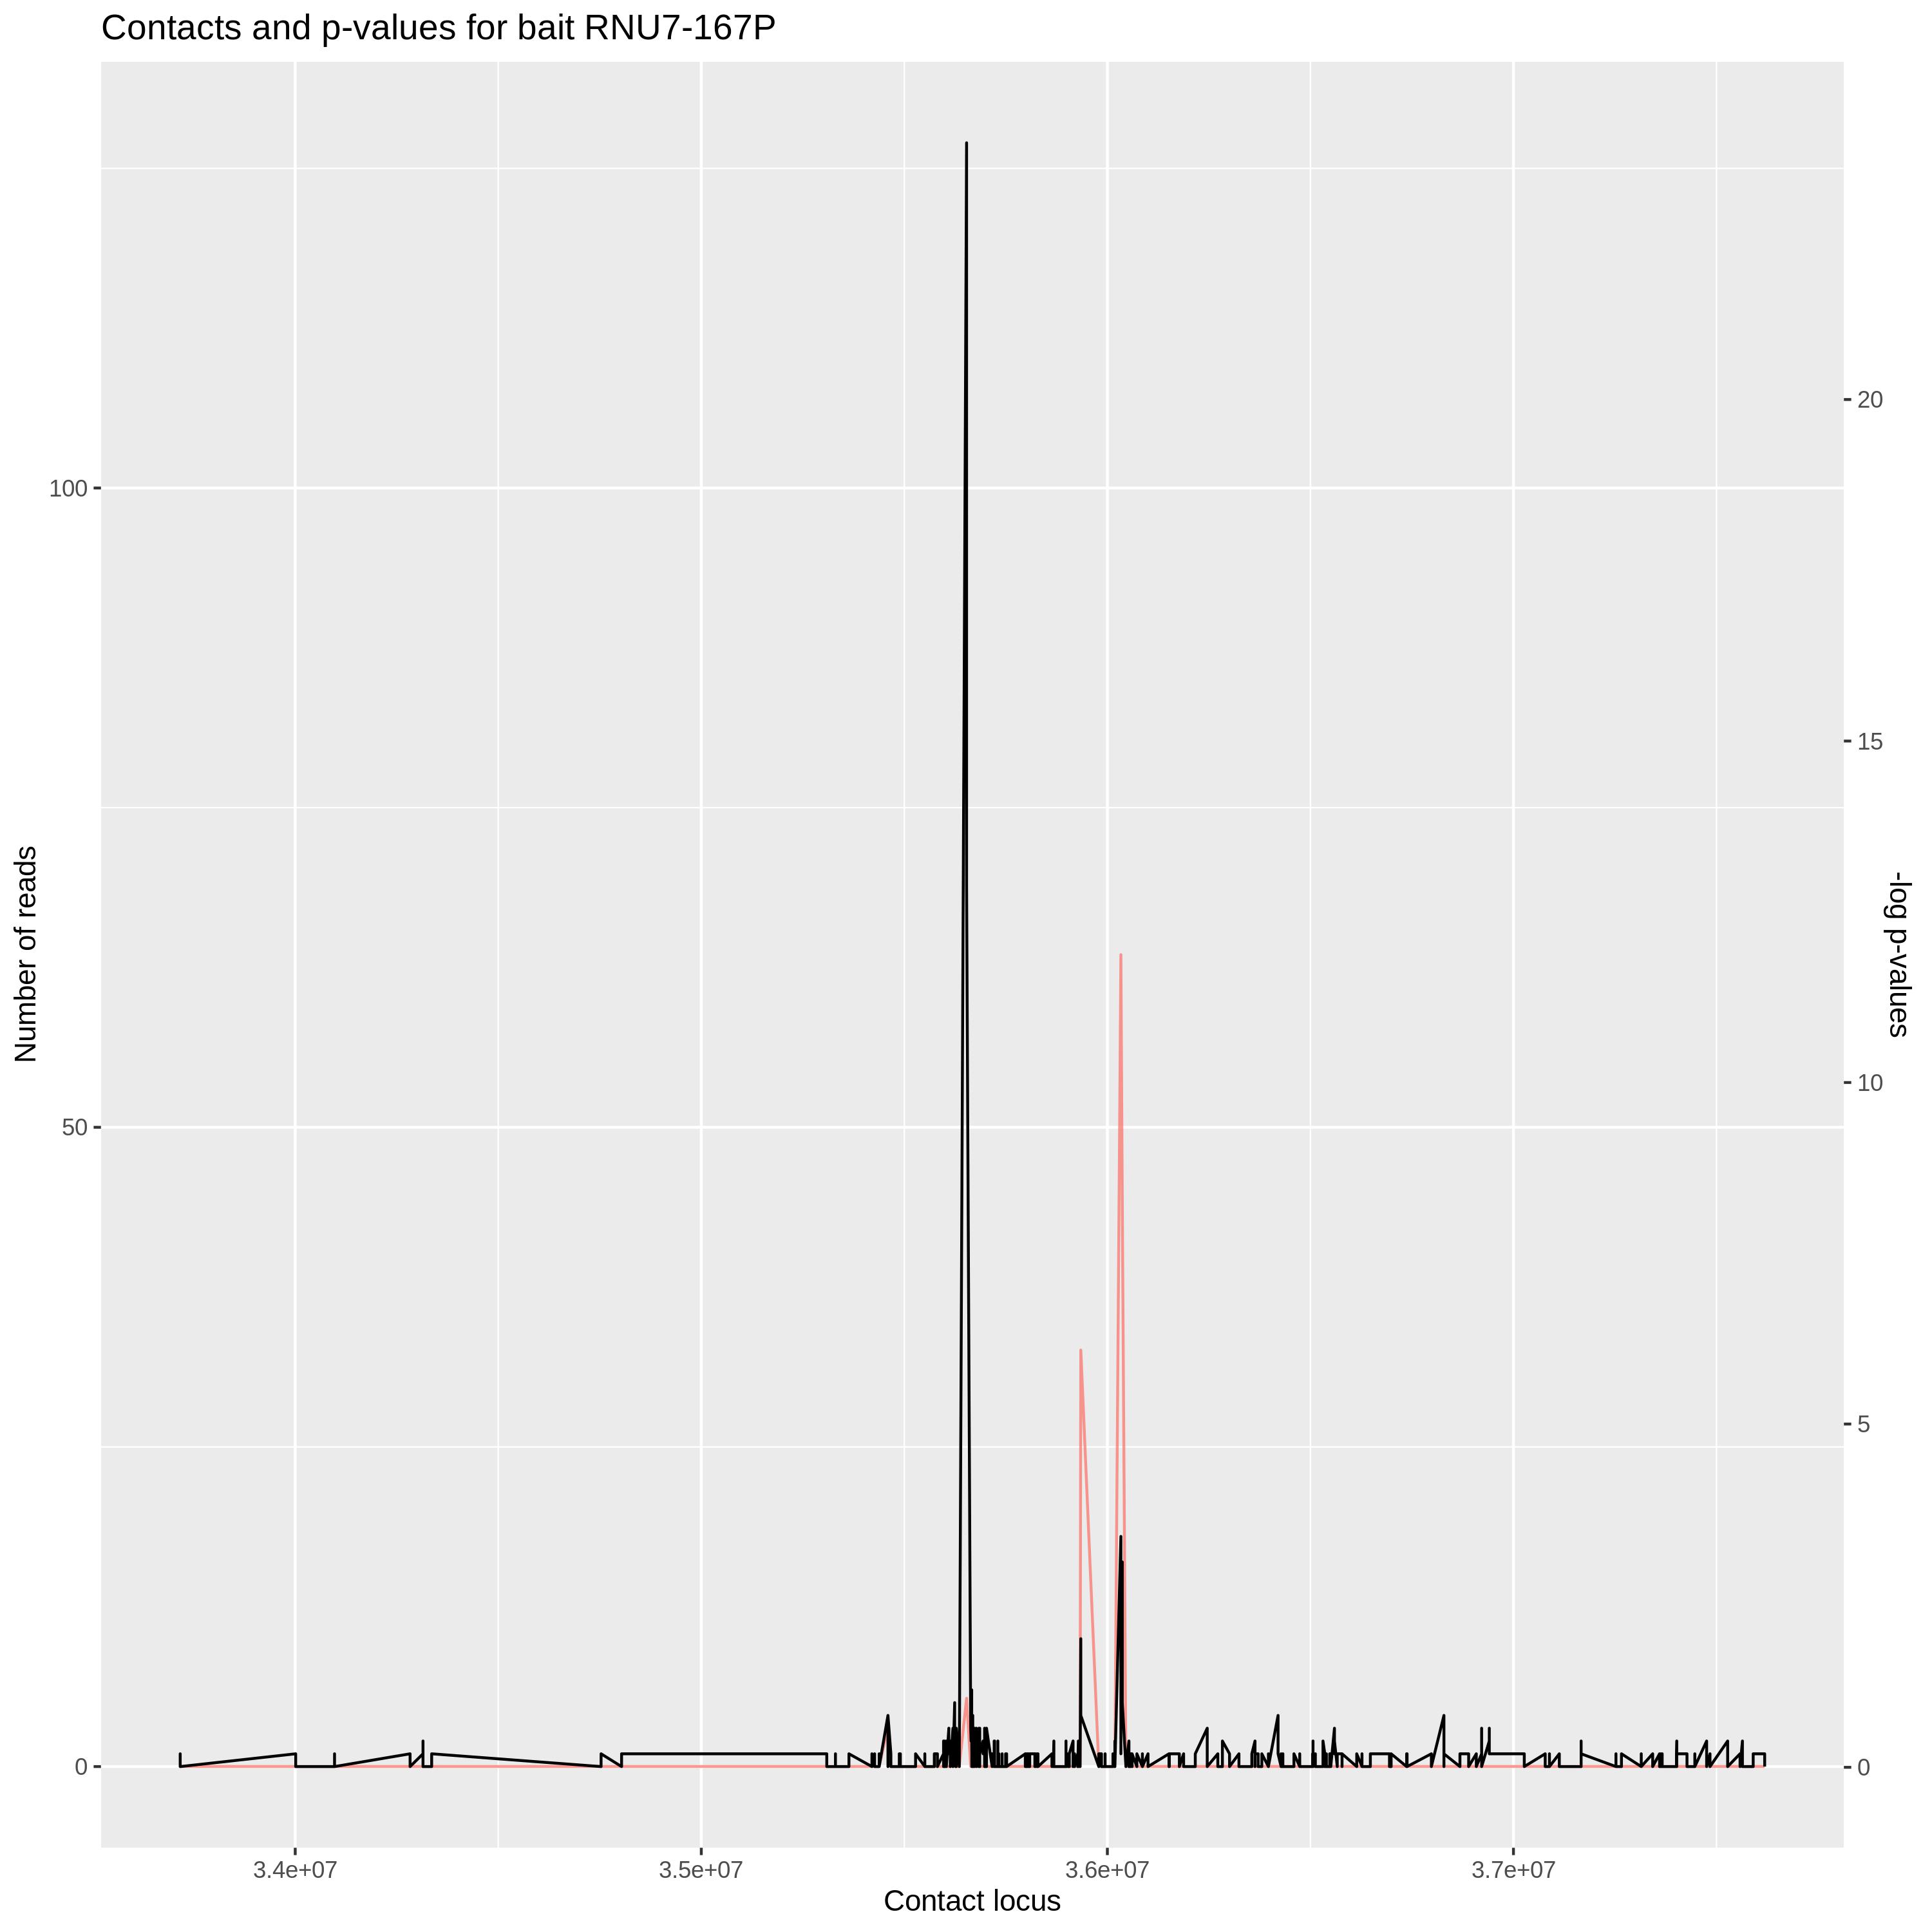 Contacts and p-values for bait RNU7-167P
Number of reads
100
50
0
20
15
10
5
0
-log p-values
3.4e+07
3.5e+07
3.6e+07
3.7e+07
Contact locus